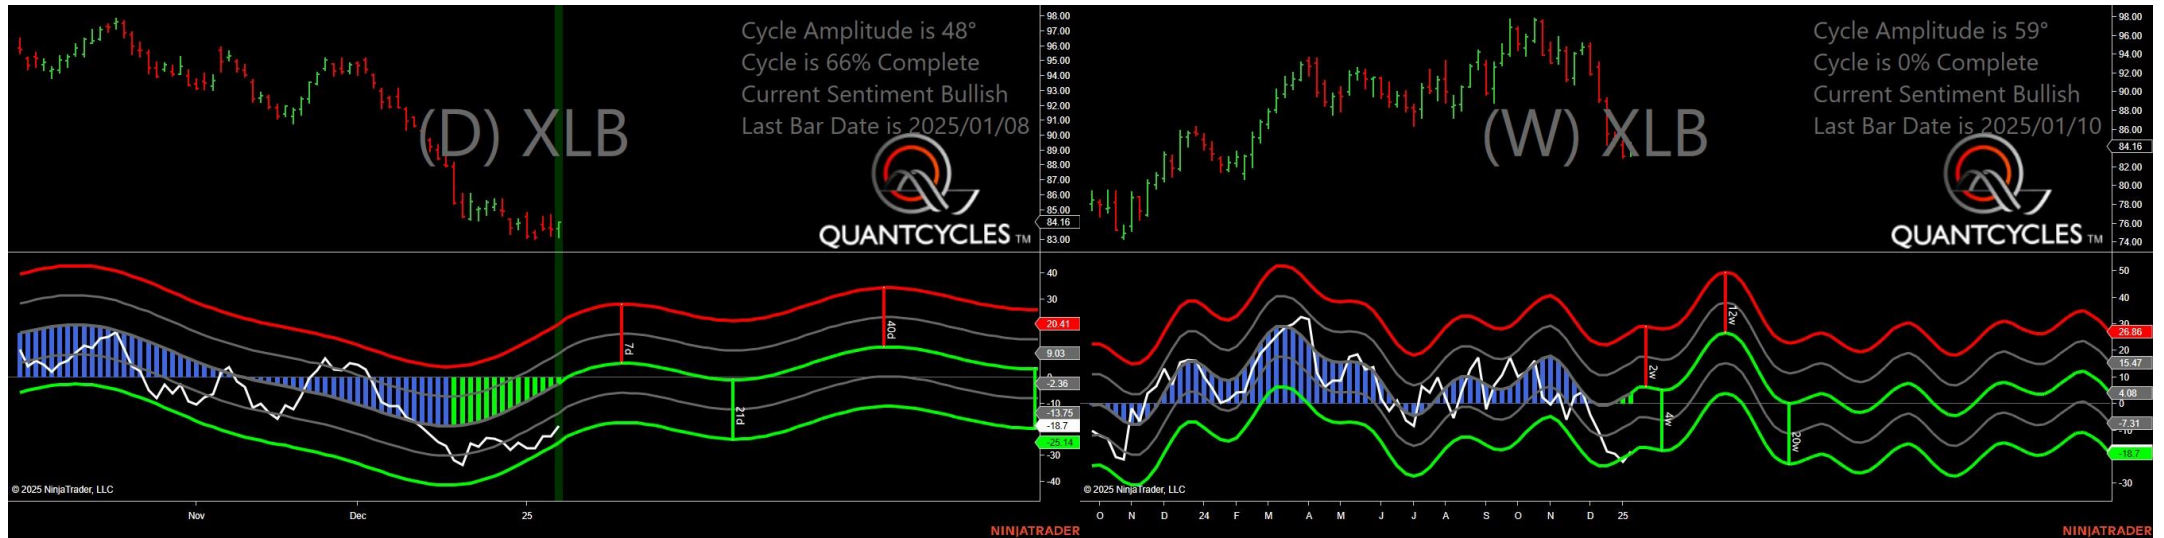 Cycle Amplitude is 48°
Cycle is 66% Complete
Current Sentiment Bullish
Last Bar Date is 2025/01/08
(D) XLB
QUANTCYCLES TM
98.00
97.00
96.00
95.00
94.00
93.00
92.00
91.00
90.00
89.00
88.00
87.00
86.00
85.00
84.16
83.00
40
30
20.41
9.03
0
-2.36
-10
-13.75
-18.7
-25.14
-30
-40
7d
21d
40d
© 2025 NinjaTrader, LLC
Nov Dec 25
NINJATRADER
Cycle Amplitude is 59°
Cycle is 0% Complete
Current Sentiment Bullish
Last Bar Date is 2025/01/10
(W) XLB
QUANTCYCLES TM
98.00
96.00
94.00
92.00
90.00
88.00
86.00
84.16
82.00
80.00
78.00
76.00
74.00
50
40
30
26.86
20
15.47
10
4.08
0
-7.31
-10
-18.7
-30
2w
4w
12w
20w
© 2025 NinjaTrader, LLC
O N D 24 F M A M J J A S O N D 25
NINJATRADER